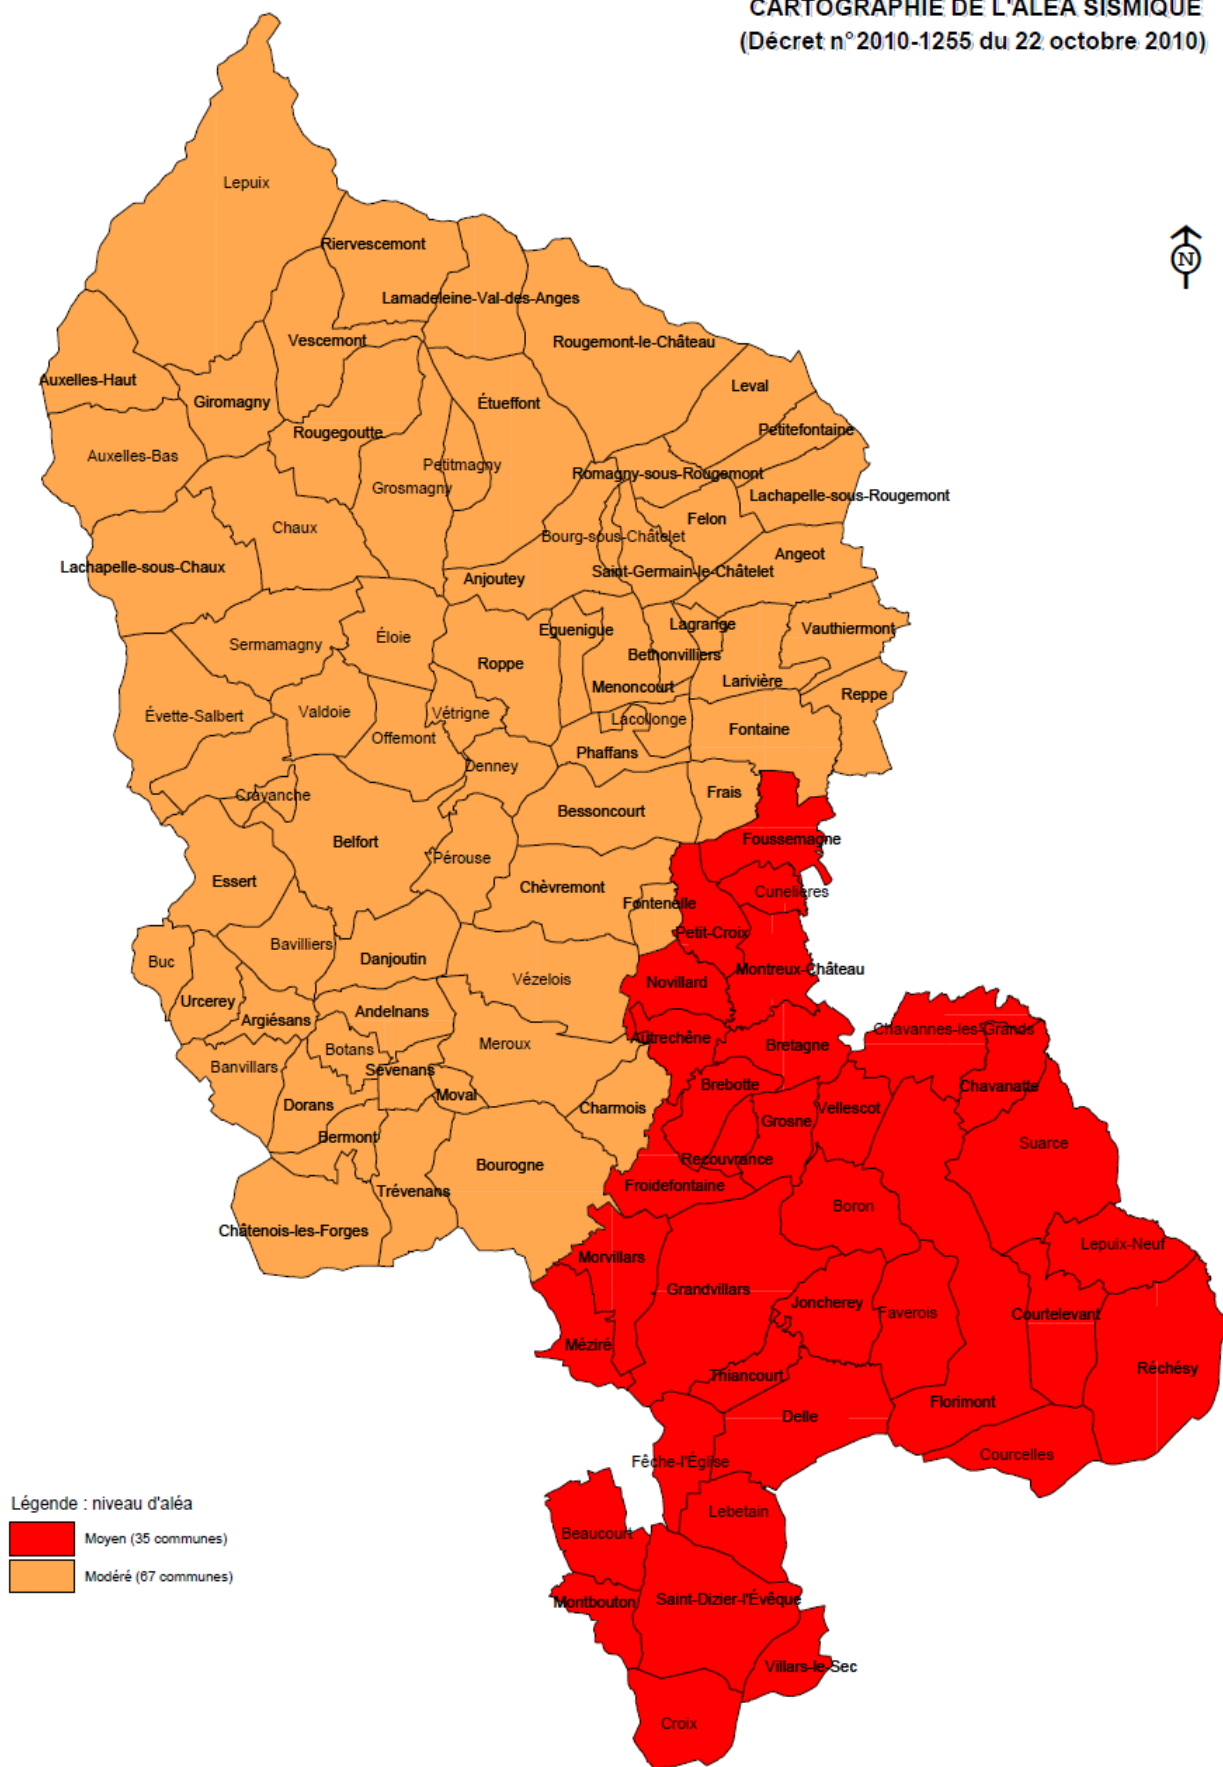 CARTOGRAPHIE DE L'ALEA SISMIQUE
(Décret n°2010-1255 du 22 octobre 2010)
N
Lepuix
Riervescemont
Lamadeleine-Val-des-Anges
Vescemont
Rougemont-le-Château
Auxelles-Haut
Leval
Giromagny
Étueffont
Rougegoutte
Petitefontaine
Auxelles-Bas
Petitmagny
Romagny-sous-Rougemont
Grosmagny
Lachapelle-sous-Rougemont
Felon
Chaux
Bourg-sous-Châtelet
Angeot
Lachapelle-sous-Chaux
Saint-Germain-le-Châtelet
Anjoutey
Lagrange
Eguenigue
Vauthiermont
Éloie
Sermamagny
Bethonvilliers
Roppe
Larivière
Menoncourt
Reppe
Valdoie
Vétrigne
Évette-Salbert
Lacollonge
Fontaine
Offemont
Phaffans
Denney
Frais
Cravanche
Bessoncourt
Foussemagne
Belfort
Pérouse
Essert
Chèvremont
Cunelières
Fontenelle
Petit-Croix
Bavilliers
Danjoutin
Buc
Montreux-Château
Vézelois
Novillard
Urcerey
Andelnans
Argiésans
Chavannes-les-Grands
Autrechêne
Meroux
Bretagne
Botans
Banvillars
Sévenans
Brebotte
Chavanatte
Moval
Dorans
Charmois
Vellescot
Grosne
Bermont
Suarce
Recouvrance
Bourogne
Froidefontaine
Trévenans
Boron
Châtenois-les-Forges
Lepuix-Neuf
Morvillars
Grandvillars
Joncherey
Faverois
Courtelevant
Méziré
Réchésy
Thiancourt
Florimont
Delle
Courcelles
Fêche-l'Église
Légende : niveau d'aléa
Lebetain
Beaucourt
Moyen (35 communes)
Modéré (67 communes)
Saint-Dizier-l'Évêque
Montbouton
Villars-le-Sec
Croix